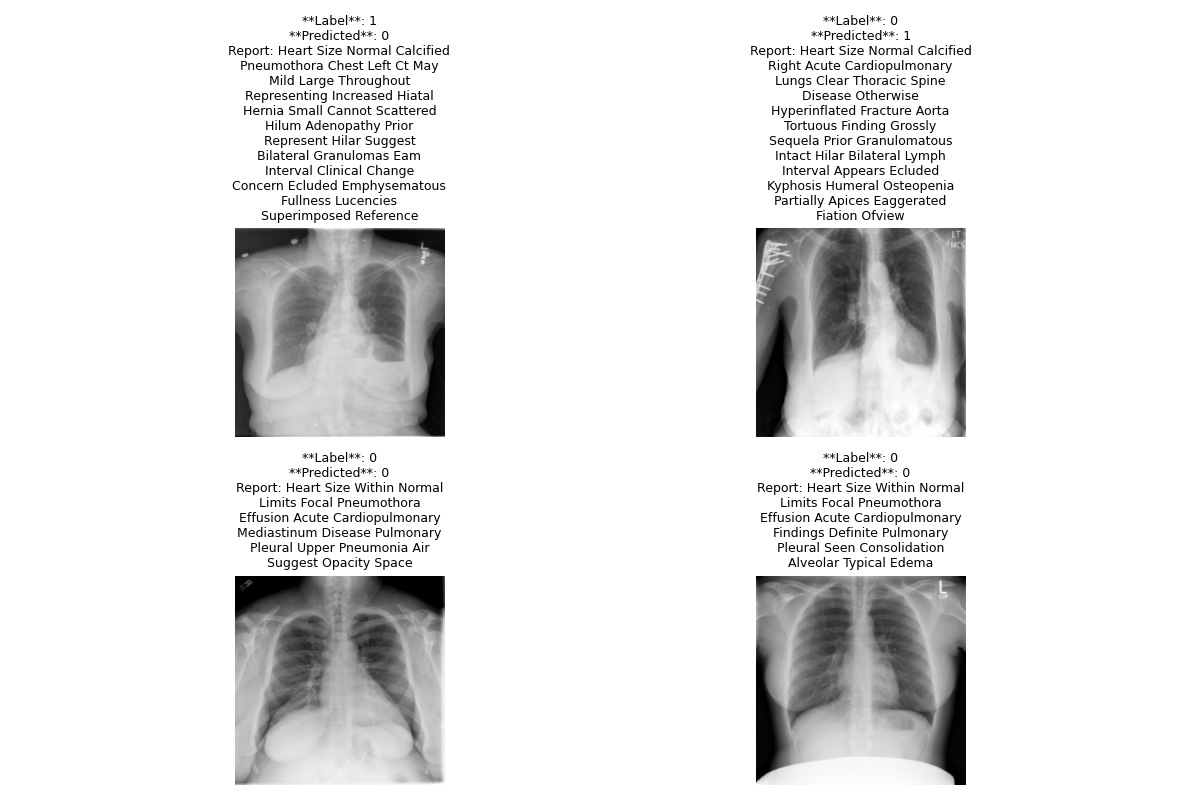 **Label**: 1
**Predicted**: 0
Report: Heart Size Normal Calcified
Pneumothora Chest Left Ct May
Mild Large Throughout
Representing Increased Hiatal
Hernia Small Cannot Scattered
Hilum Adenopathy Prior
Represent Hilar Suggest
Bilateral Granulomas Eam
Interval Clinical Change
Concern Ecluded Emphysematous
Fullness Lucencies
Superimposed Reference
**Label**: 0
**Predicted**: 1
Report: Heart Size Normal Calcified
Right Acute Cardiopulmonary
Lungs Clear Thoracic Spine
Disease Otherwise
Hyperinflated Fracture Aorta
Tortuous Finding Grossly
Sequela Prior Granulomatous
Intact Hilar Bilateral Lymph
Interval Appears Ecluded
Kyphosis Humeral Osteopenia
Partially Apices Eaggerated
Fiation Ofview
LT
MCS
**Label**: 0
**Predicted**: 0
Report: Heart Size Within Normal
Limits Focal Pneumothora
Effusion Acute Cardiopulmonary
Mediastinum Disease Pulmonary
Pleural Upper Pneumonia Air
Suggest Opacity Space
**Label**: 0
**Predicted**: 0
Report: Heart Size Within Normal
Limits Focal Pneumothora
Effusion Acute Cardiopulmonary
Findings Definite Pulmonary
Pleural Seen Consolidation
Alveolar Typical Edema
L